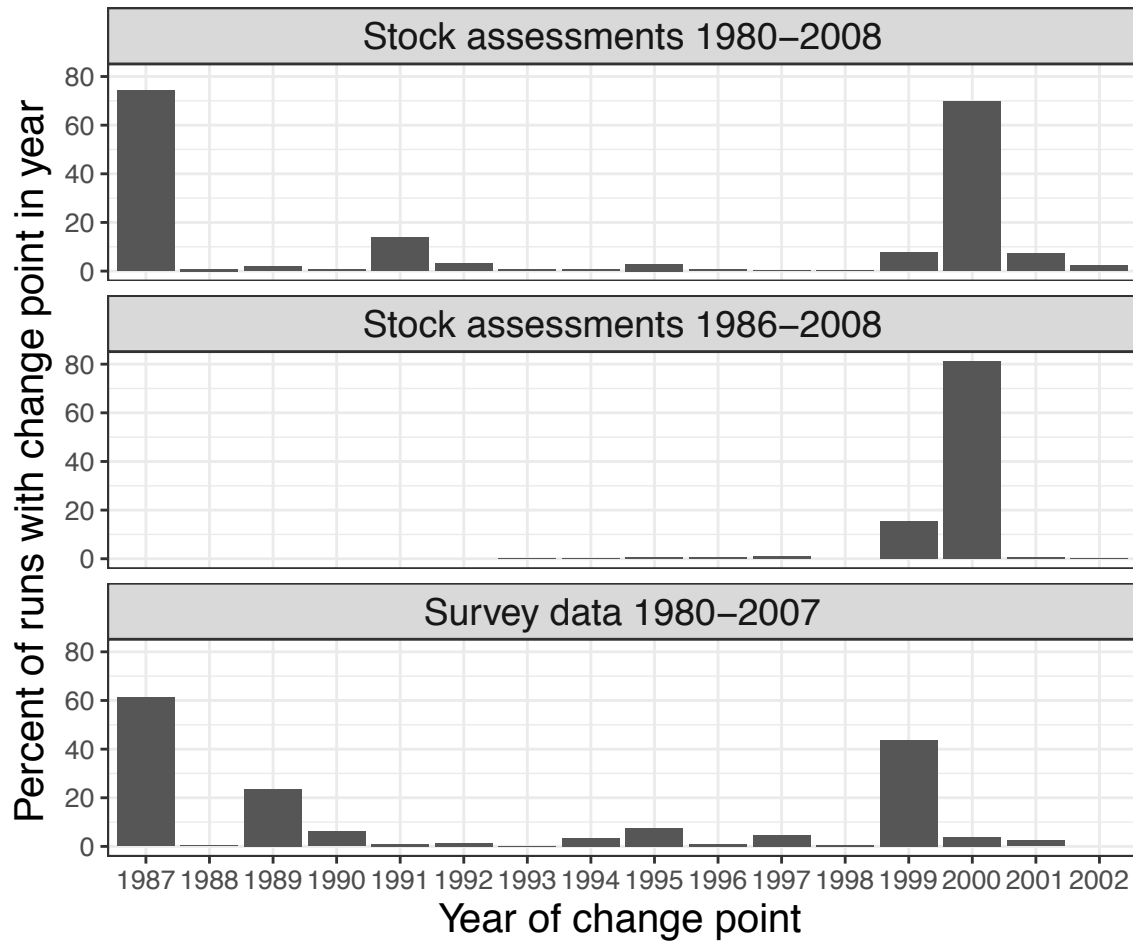 Stock assessments 1980−2008
80
60
40
20
0
Stock assessments 1986−2008
80
60
40
20
0
Survey data 1980−2007
80
60
40
20
0
Percent of runs with change point in year
1987 1988 1989 1990 1991 1992 1993 1994 1995 1996 1997 1998 1999 2000 2001 2002
Year of change point